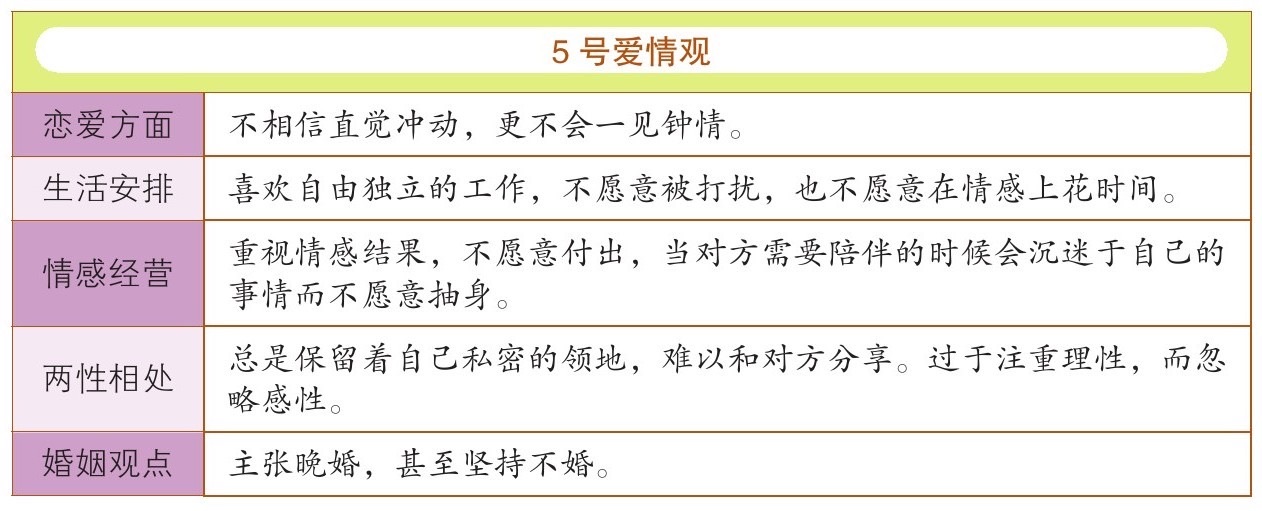 5 号爱情观
恋爱方面
不相信直觉冲动，更不会一见钟情。
生活安排
喜欢自由独立的工作，不愿意被打扰，也不愿意在情感上花时间。
情感经营
重视情感结果，不愿意付出，当对方需要陪伴的时候会沉迷于自己的
事情而不愿意抽身。
两性相处
总是保留着自己私密的领地，难以和对方分享。过于注重理性，而忽
略感性。
婚姻观点
主张晚婚，甚至坚持不婚。